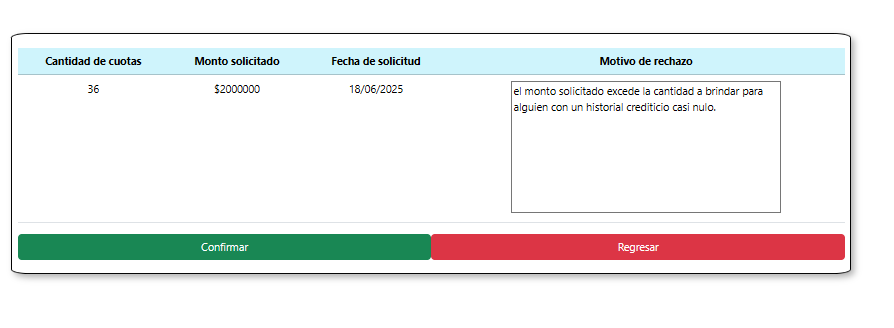 Cantidad de cuotas Monto solicitado Fecha de solicitud Motivo de rechazo
36 $2000000 18/06/2025 el monto solicitado excede la cantidad a brindar para
alguien con un historial crediticio casi nulo.
Confirmar Regresar